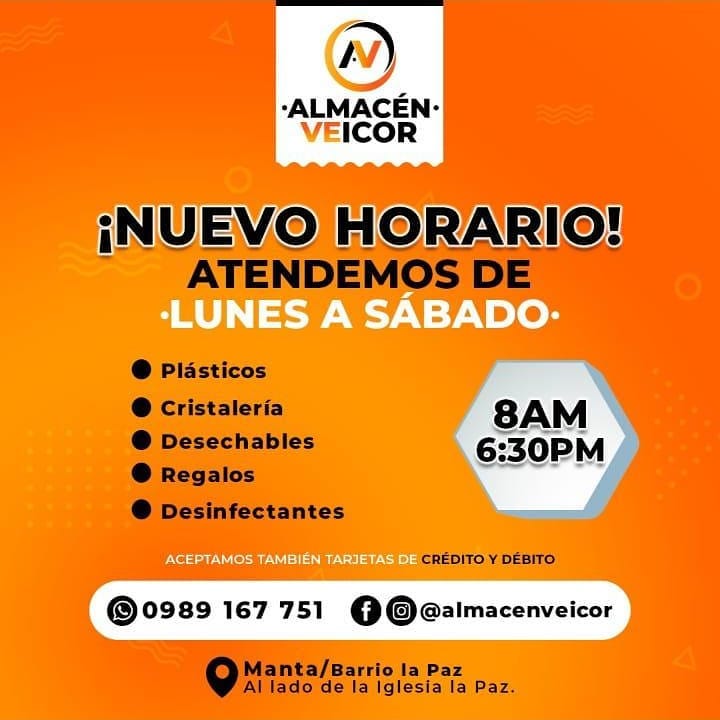 AV
·ALMACÉN·
VEICOR
¡NUEVO HORARIO!
ATENDEMOS DE
·LUNES A SÁBADO·
● Plásticos
● Cristalería
● Desechables
● Regalos
● Desinfectantes
8AM
6:30PM
ACEPTAMOS TAMBIÉN TARJETAS DE CRÉDITO Y DÉBITO
0989 167 751 @almacenveicor
Manta/Barrio la Paz
Al lado de la Iglesia la Paz.